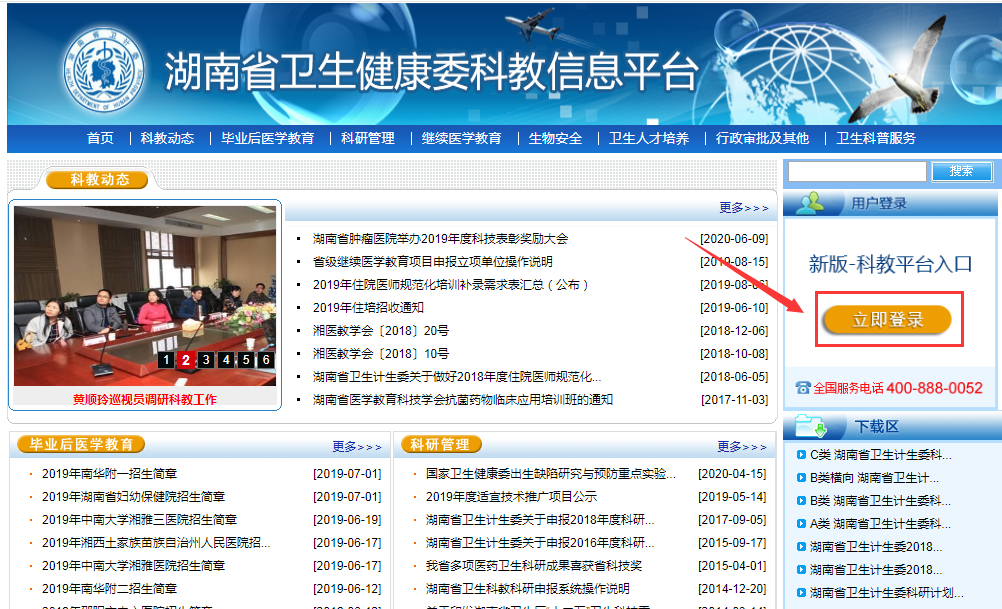 湖南省卫生健康委科教信息平台
首页 | 科教动态 | 毕业后医学教育 | 科研管理 | 继续医学教育 | 生物安全 | 卫生人才培养 | 行政审批及其他 | 卫生科普服务
科教动态
1 2 3 4 5 6
黄顺玲巡视员调研科教工作
更多>>>
湖南省肿瘤医院举办2019年度科技表彰奖励大会 [2020-06-09]
省级继续医学教育项目申报立项单位操作说明 [2019-08-15]
2019年住院医师规范化培训补录需求表汇总（公布） [2019-08-06]
2019年住培招收通知 [2019-06-10]
湘医教学会〔2018〕20号 [2018-12-06]
湘医教学会〔2018〕10号 [2018-10-08]
湖南省卫生计生委关于做好2018年度住院医师规范化... [2018-06-05]
湖南省医学教育科技学会抗菌药物临床应用培训班的通知 [2017-11-03]
搜索
用户登录
新版-科教平台入口
立即登录
全国服务电话 400-888-0052
毕业后医学教育
更多>>>
2019年南华附一招生简章 [2019-07-01]
2019年湖南省妇幼保健院招生简章 [2019-07-01]
2019年中南大学湘雅三医院招生简章 [2019-06-19]
2019年湘西土家族苗族自治州人民医院招... [2019-06-17]
2019年中南大学湘雅医院招生简章 [2019-06-17]
2019年南华附二招生简章 [2019-06-12]
科研管理
更多>>>
国家卫生健康委出生缺陷研究与预防重点实验... [2020-04-15]
2019年度适宜技术推广项目公示 [2019-05-14]
湖南省卫生计生委关于申报2018年度科研... [2017-09-05]
湖南省卫生计生委关于申报2016年度科研... [2015-09-17]
我省多项医药卫生科研成果喜获省科技奖 [2015-04-01]
湖南省卫生科教科研申报系统操作说明 [2014-12-20]
下载区
C类 湖南省卫生计生委科...
B类横向 湖南省卫生计...
B类 湖南省卫生计生委科...
A类 湖南省卫生计生委科...
湖南省卫生计生委2018...
湖南省卫生计生委2018...
湖南省卫生计生委科研计划...